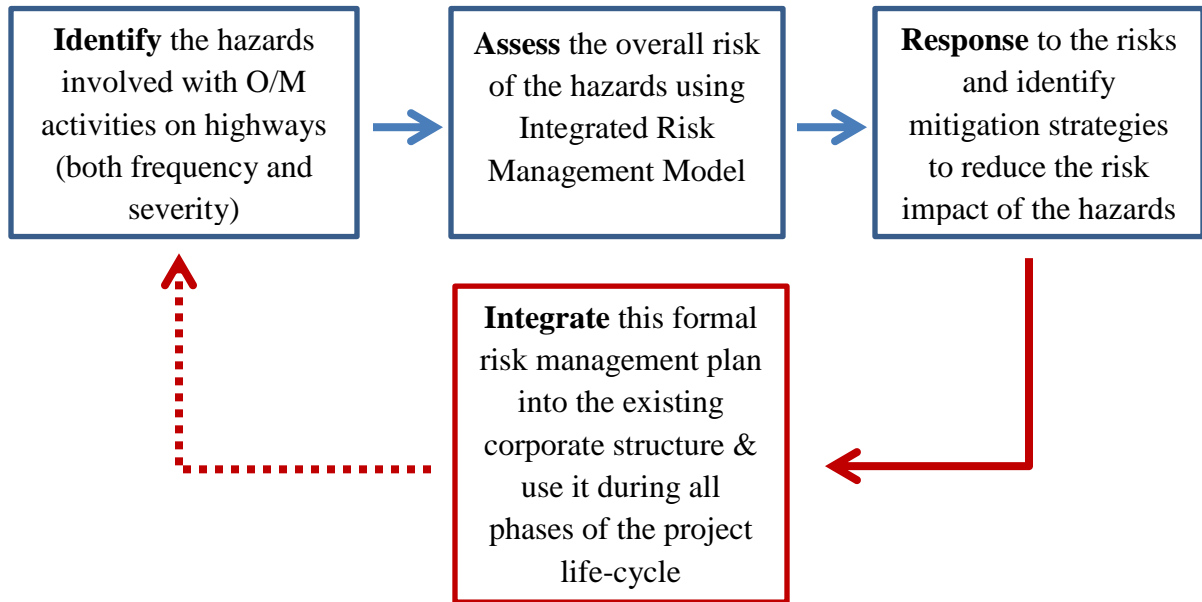 Identify the hazards
involved with O/M
activities on highways
(both frequency and
severity)
Assess the overall risk
of the hazards using
Integrated Risk
Management Model
Response to the risks
and identify
mitigation strategies
to reduce the risk
impact of the hazards
Integrate this formal
risk management plan
into the existing
corporate structure &
use it during all
phases of the project
life-cycle